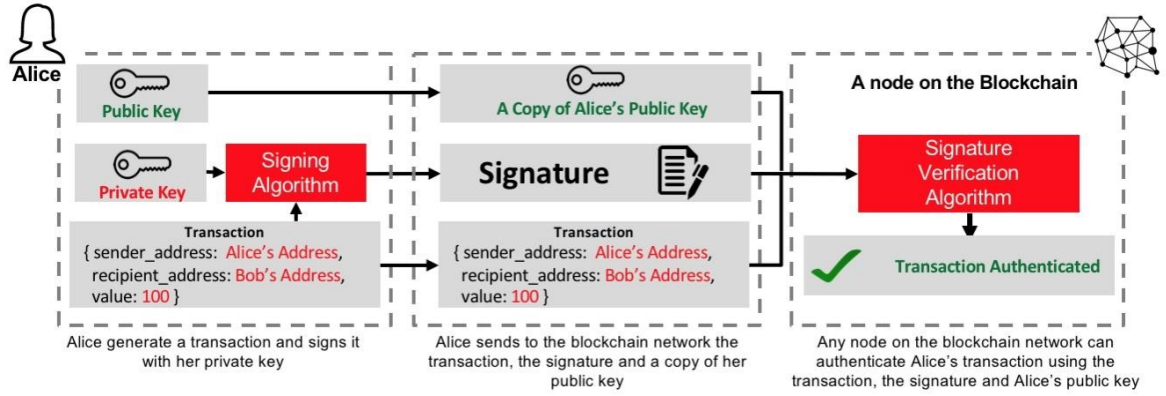 Alice
Public Key
Private Key
Signing
Algorithm
Transaction
{ sender_address: Alice's Address,
recipient_address: Bob's Address,
value: 100 }
Alice generate a transaction and signs it
with her private key
A Copy of Alice's Public Key
Signature
Transaction
{ sender_address: Alice's Address,
recipient_address: Bob's Address,
value: 100 }
Alice sends to the blockchain network the
transaction, the signature and a copy of her
public key
A node on the Blockchain
Signature
Verification
Algorithm
Transaction Authenticated
Any node on the blockchain network can
authenticate Alice's transaction using the
transaction, the signature and Alice's public key